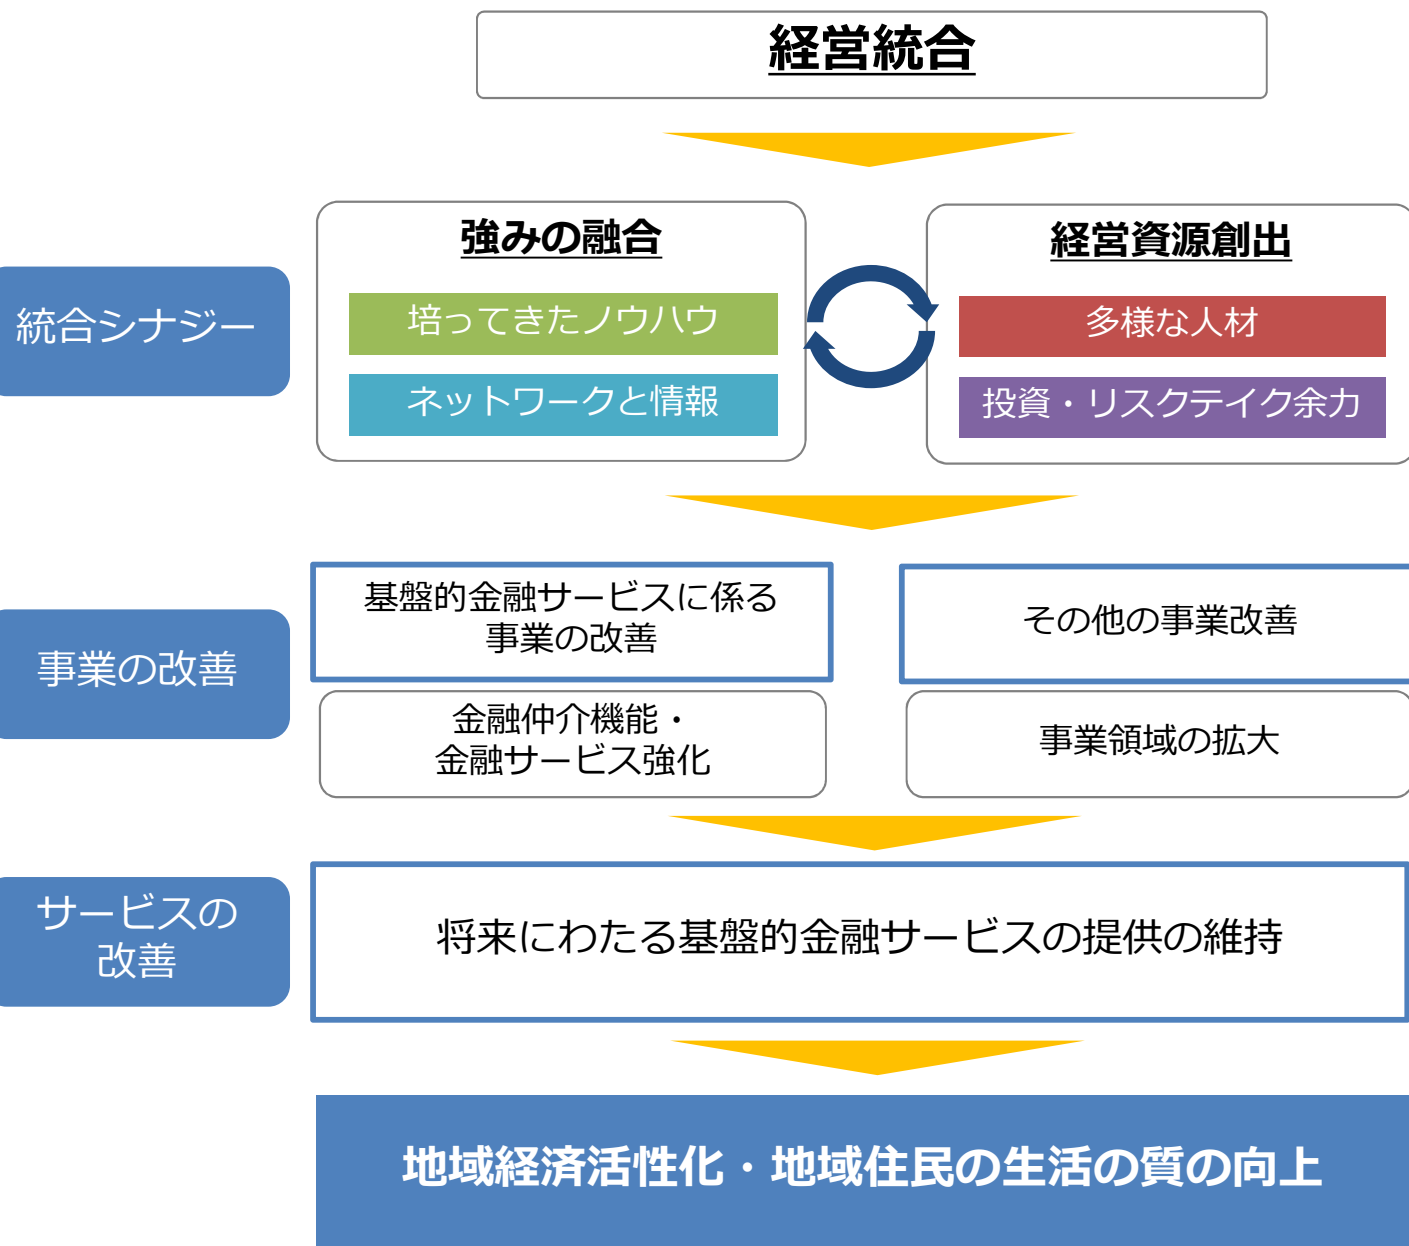 経営統合
統合シナジー
強みの融合
培ってきたノウハウ
ネットワークと情報
経営資源創出
多様な人材
投資・リスクテイク余力
事業の改善
基盤的金融サービスに係る
事業の改善
その他の事業改善
金融仲介機能・
金融サービス強化
事業領域の拡大
サービスの
改善
将来にわたる基盤的金融サービスの提供の維持
地域経済活性化・地域住民の生活の質の向上